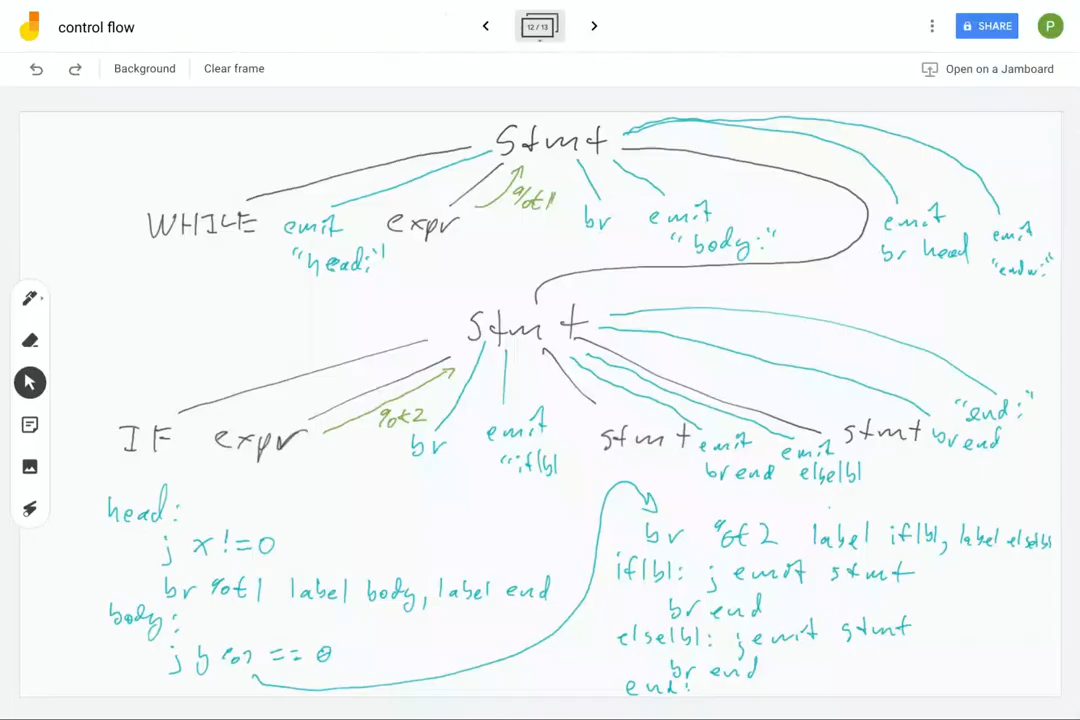 control flow
12 / 13
SHARE
P
Background
Clear frame
Open on a Jamboard
Stmt
WHILE emit expr %t1 br emit emit emit
"head:" "body:" br head "endw:"
stmt
IF expr %t2 br emit stmt emit emit stmt br end "end:"
"iflbl br end elselbl
head:
; x != 0
br %t1 label body, label end
body:
; y == 0
br %t2 label iflbl, label elselbl
iflbl: ; emit stmt
br end
elselbl: ; emit stmt
br end
end: